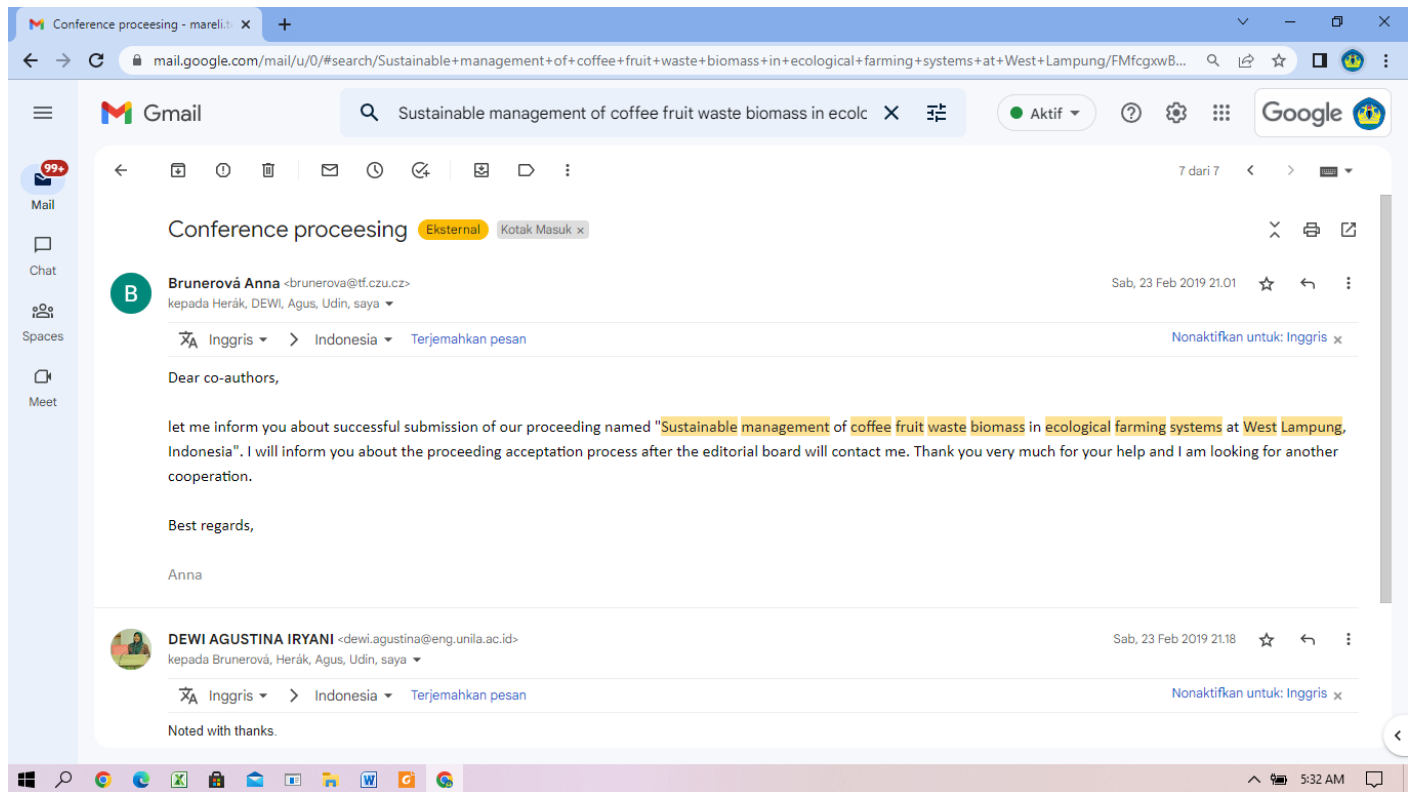 Conference proceesing - mareli.t
mail.google.com/mail/u/0/#search/Sustainable+management+of+coffee+fruit+waste+biomass+in+ecological+farming+systems+at+West+Lampung/FMfcgxwB...
Gmail
Sustainable management of coffee fruit waste biomass in ecolc
Aktif
Google
99+
Mail
Chat
Spaces
Meet
7 dari 7
Conference proceesing Eksternal Kotak Masuk ×
B
Brunerová Anna <brunerova@tf.czu.cz> Sab, 23 Feb 2019 21.01
kepada Herák, DEWI, Agus, Udin, saya
Inggris Indonesia Terjemahkan pesan Nonaktifkan untuk: Inggris ×
Dear co-authors,
let me inform you about successful submission of our proceeding named "Sustainable management of coffee fruit waste biomass in ecological farming systems at West Lampung,
Indonesia". I will inform you about the proceeding acceptation process after the editorial board will contact me. Thank you very much for your help and I am looking for another
cooperation.
Best regards,
Anna
DEWI AGUSTINA IRYANI <dewi.agustina@eng.unila.ac.id> Sab, 23 Feb 2019 21.18
kepada Brunerová, Herák, Agus, Udin, saya
Inggris Indonesia Terjemahkan pesan Nonaktifkan untuk: Inggris ×
Noted with thanks.
5:32 AM